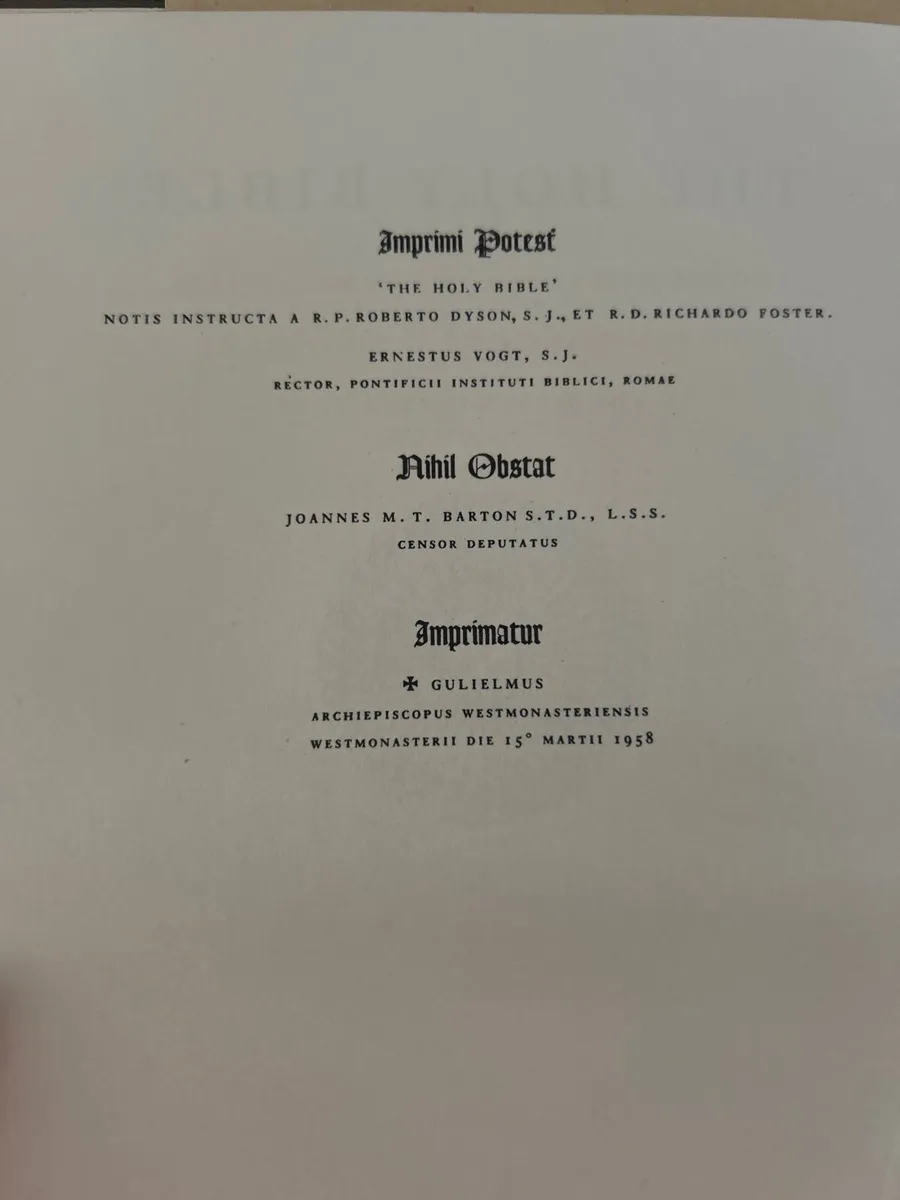 Imprimi Potest
‘THE HOLY BIBLE’
NOTIS INSTRUCTA A R. P. ROBERTO DYSON, S. J., ET R. D. RICHARDO FOSTER.
ERNESTUS VOGT, S.J.
RECTOR, PONTIFICII INSTITUTI BIBLICI, ROMAE
Nihil Obstat
JOANNES M. T. BARTON S.T.D., L.S.S.
CENSOR DEPUTATUS
Imprimatur
✠ GULIELMUS
ARCHIEPISCOPUS WESTMONASTERIENSIS
WESTMONASTERII DIE 15° MARTII 1958